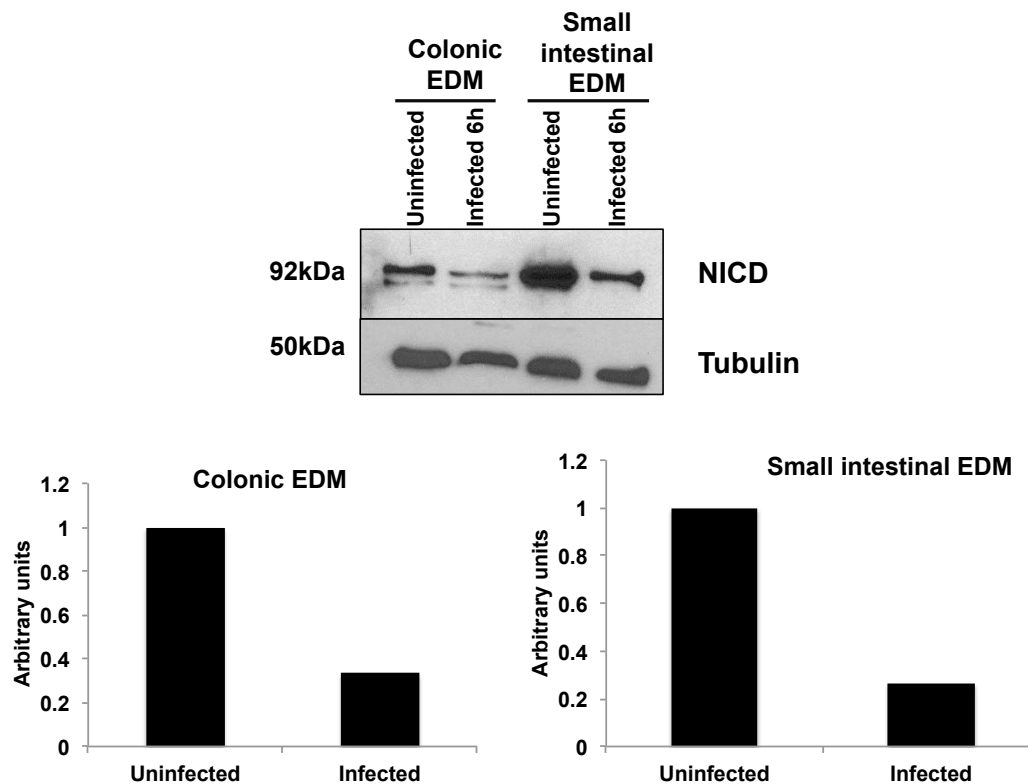 Colonic
EDM
Small
intestinal
EDM
Uninfected
Infected 6h
Uninfected
Infected 6h
92kDa
NICD
50kDa
Tubulin
Colonic EDM
Arbitrary units
1.2
1
0.8
0.6
0.4
0.2
0
Uninfected
Infected
Small intestinal EDM
Arbitrary units
1.2
1
0.8
0.6
0.4
0.2
0
Uninfected
Infected